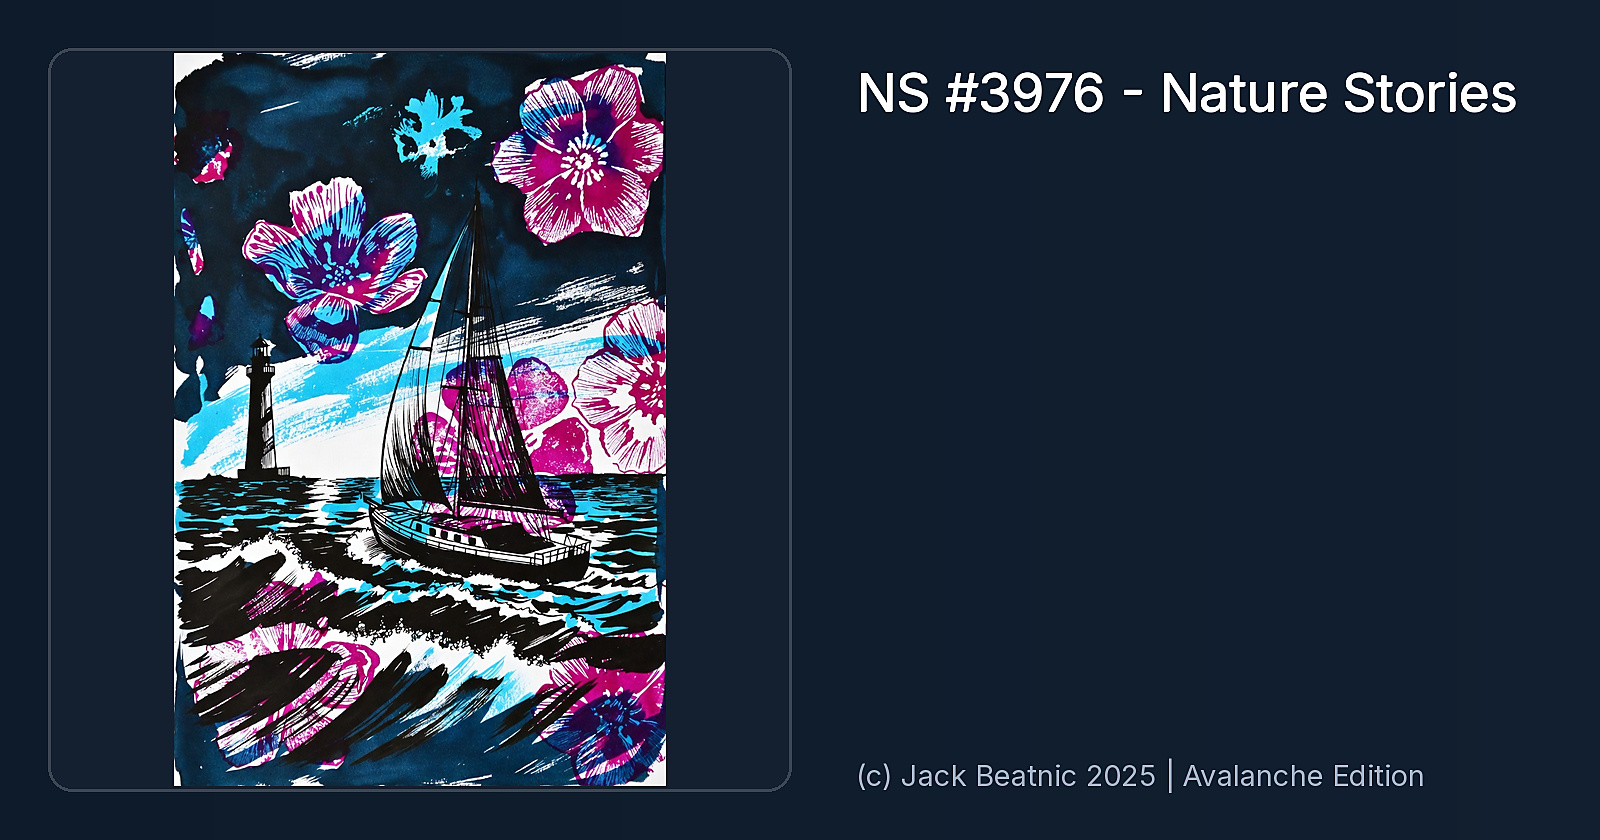 NS #3976 - Nature Stories
(c) Jack Beatnic 2025 | Avalanche Edition